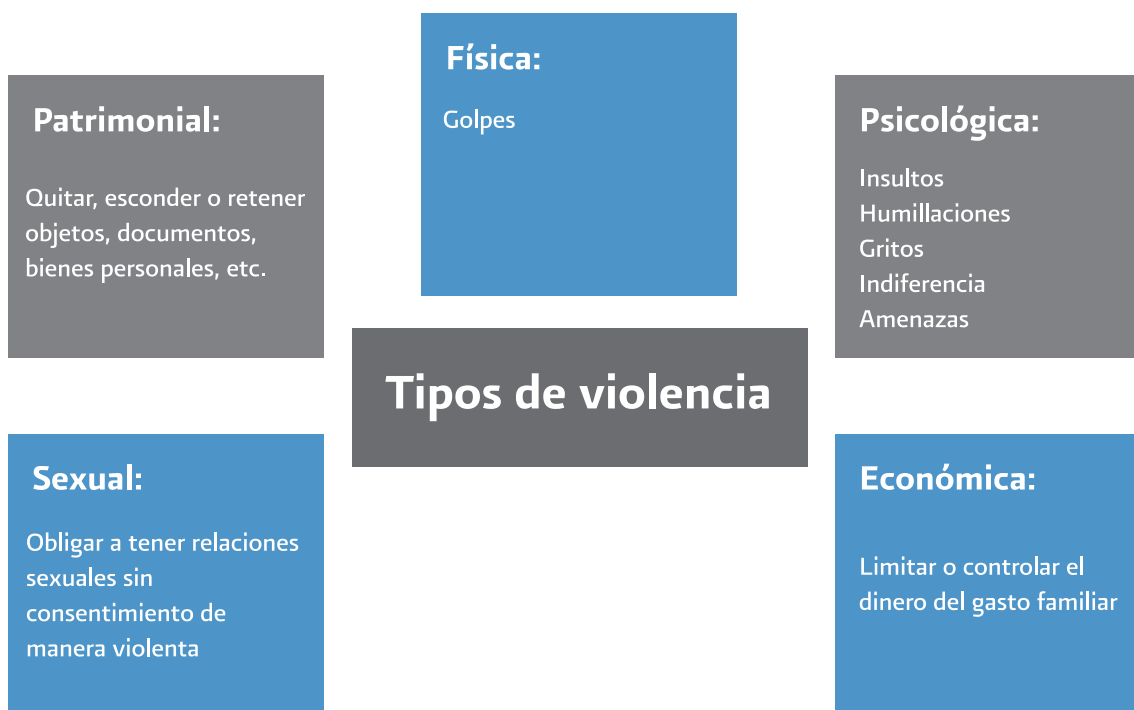 Física:
Golpes
Patrimonial:
Quitar, esconder o retener
objetos, documentos,
bienes personales, etc.
Psicológica:
Insultos
Humillaciones
Gritos
Indiferencia
Amenazas
Tipos de violencia
Sexual:
Obligar a tener relaciones
sexuales sin
consentimiento de
manera violenta
Económica:
Limitar o controlar el
dinero del gasto familiar